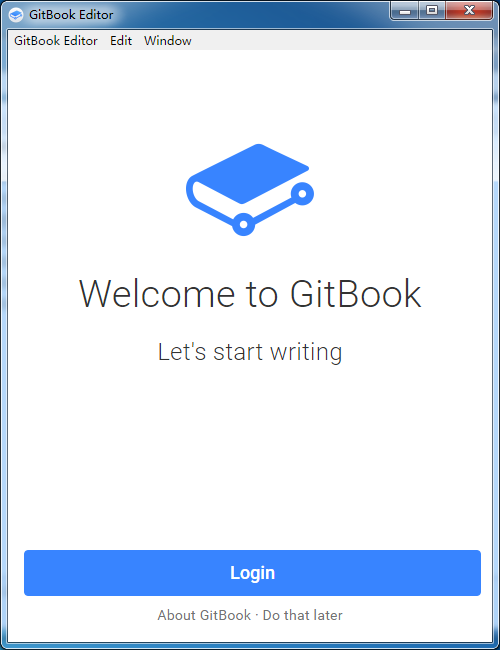 GitBook Editor
GitBook Editor Edit Window
Welcome to GitBook
Let's start writing
Login
About GitBook · Do that later